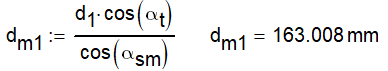 d_m1 := d_1·cos(α_t) / cos(α_sm) d_m1 = 163.008 mm